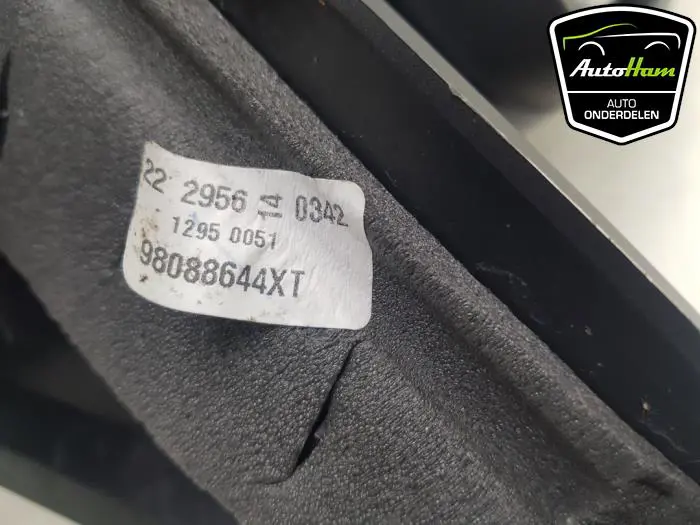 AutoHam
AUTO
ONDERDELEN
22 2956 14 0342
1295 0051
98088644XT